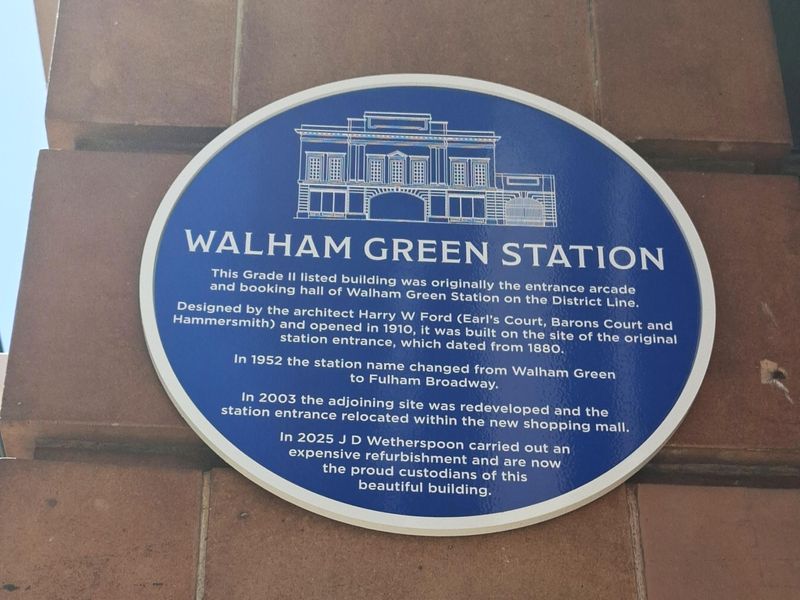 WALHAM GREEN STATION
This Grade II listed building was originally the entrance arcade
and booking hall of Walham Green Station on the District Line.
Designed by the architect Harry W Ford (Earl's Court, Barons Court and
Hammersmith) and opened in 1910, it was built on the site of the original
station entrance, which dated from 1880.
In 1952 the station name changed from Walham Green
to Fulham Broadway.
In 2003 the adjoining site was redeveloped and the
station entrance relocated within the new shopping mall.
In 2025 J D Wetherspoon carried out an
expensive refurbishment and are now
the proud custodians of this
beautiful building.